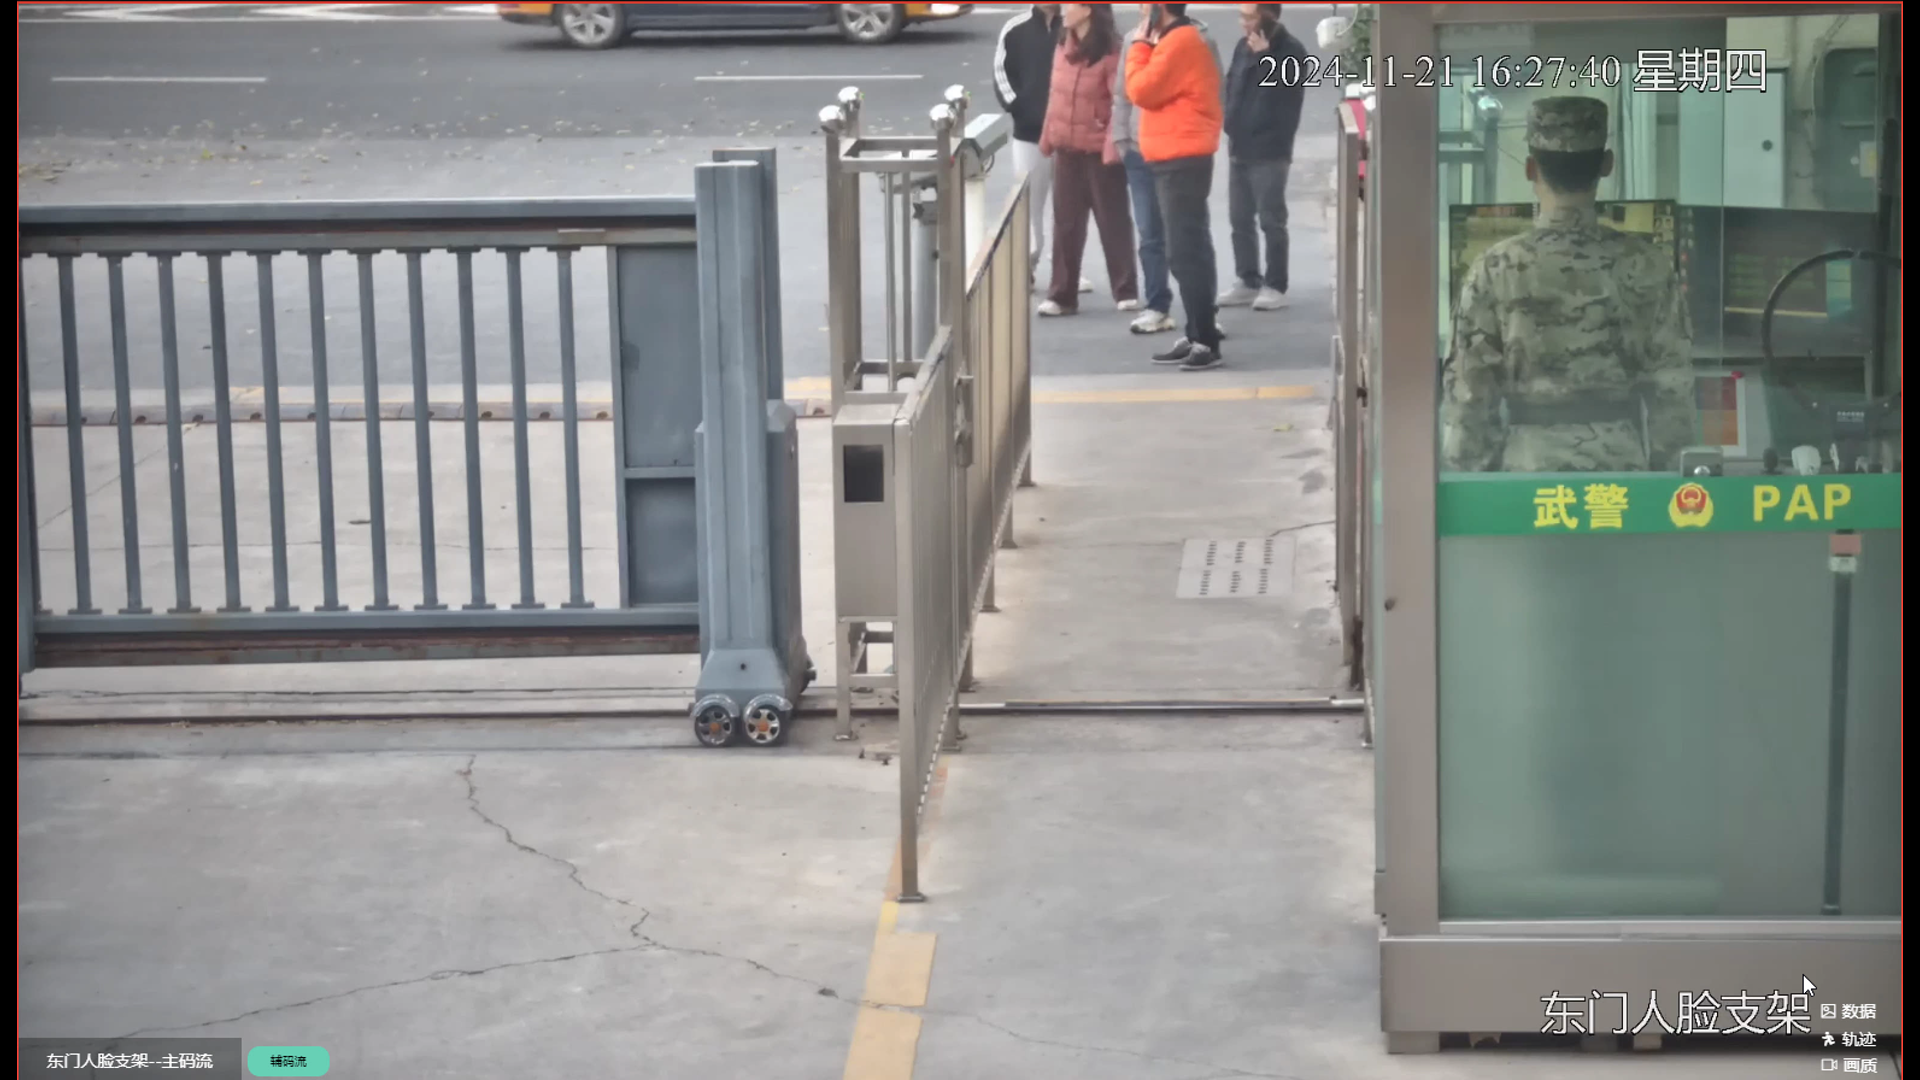 2024-11-21 16:27:40 星期四
武警 PAP
东门人脸支架
数据
轨迹
画质
东门人脸支架--主码流
辅码流